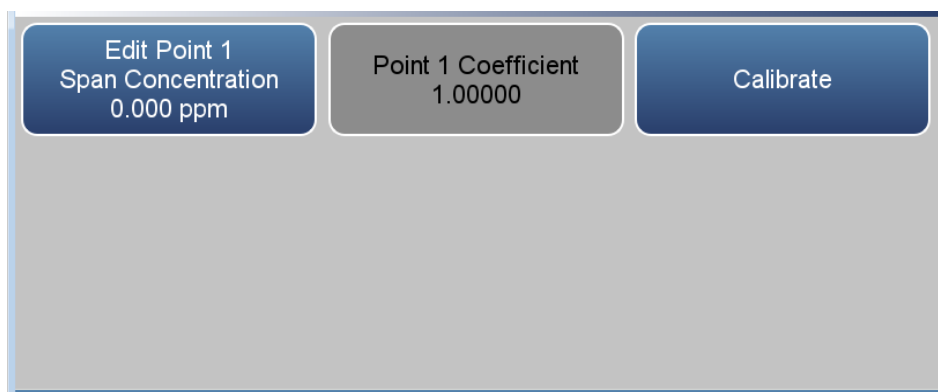 Edit Point 1
Span Concentration
0.000 ppm
Point 1 Coefficient
1.00000
Calibrate